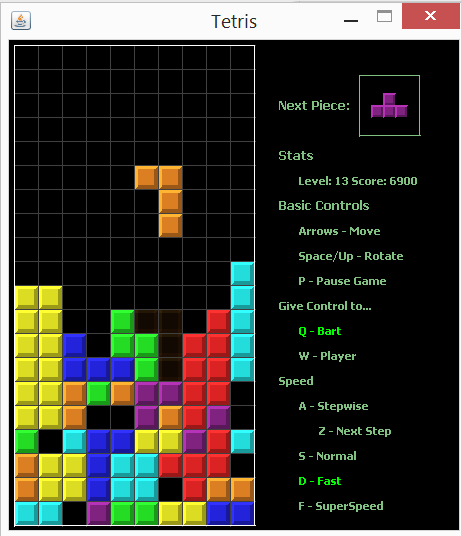 Tetris
Next Piece:
Stats
Level: 13 Score: 6900
Basic Controls
Arrows - Move
Space/Up - Rotate
P - Pause Game
Give Control to...
Q - Bart
W - Player
Speed
A - Stepwise
Z - Next Step
S - Normal
D - Fast
F - SuperSpeed